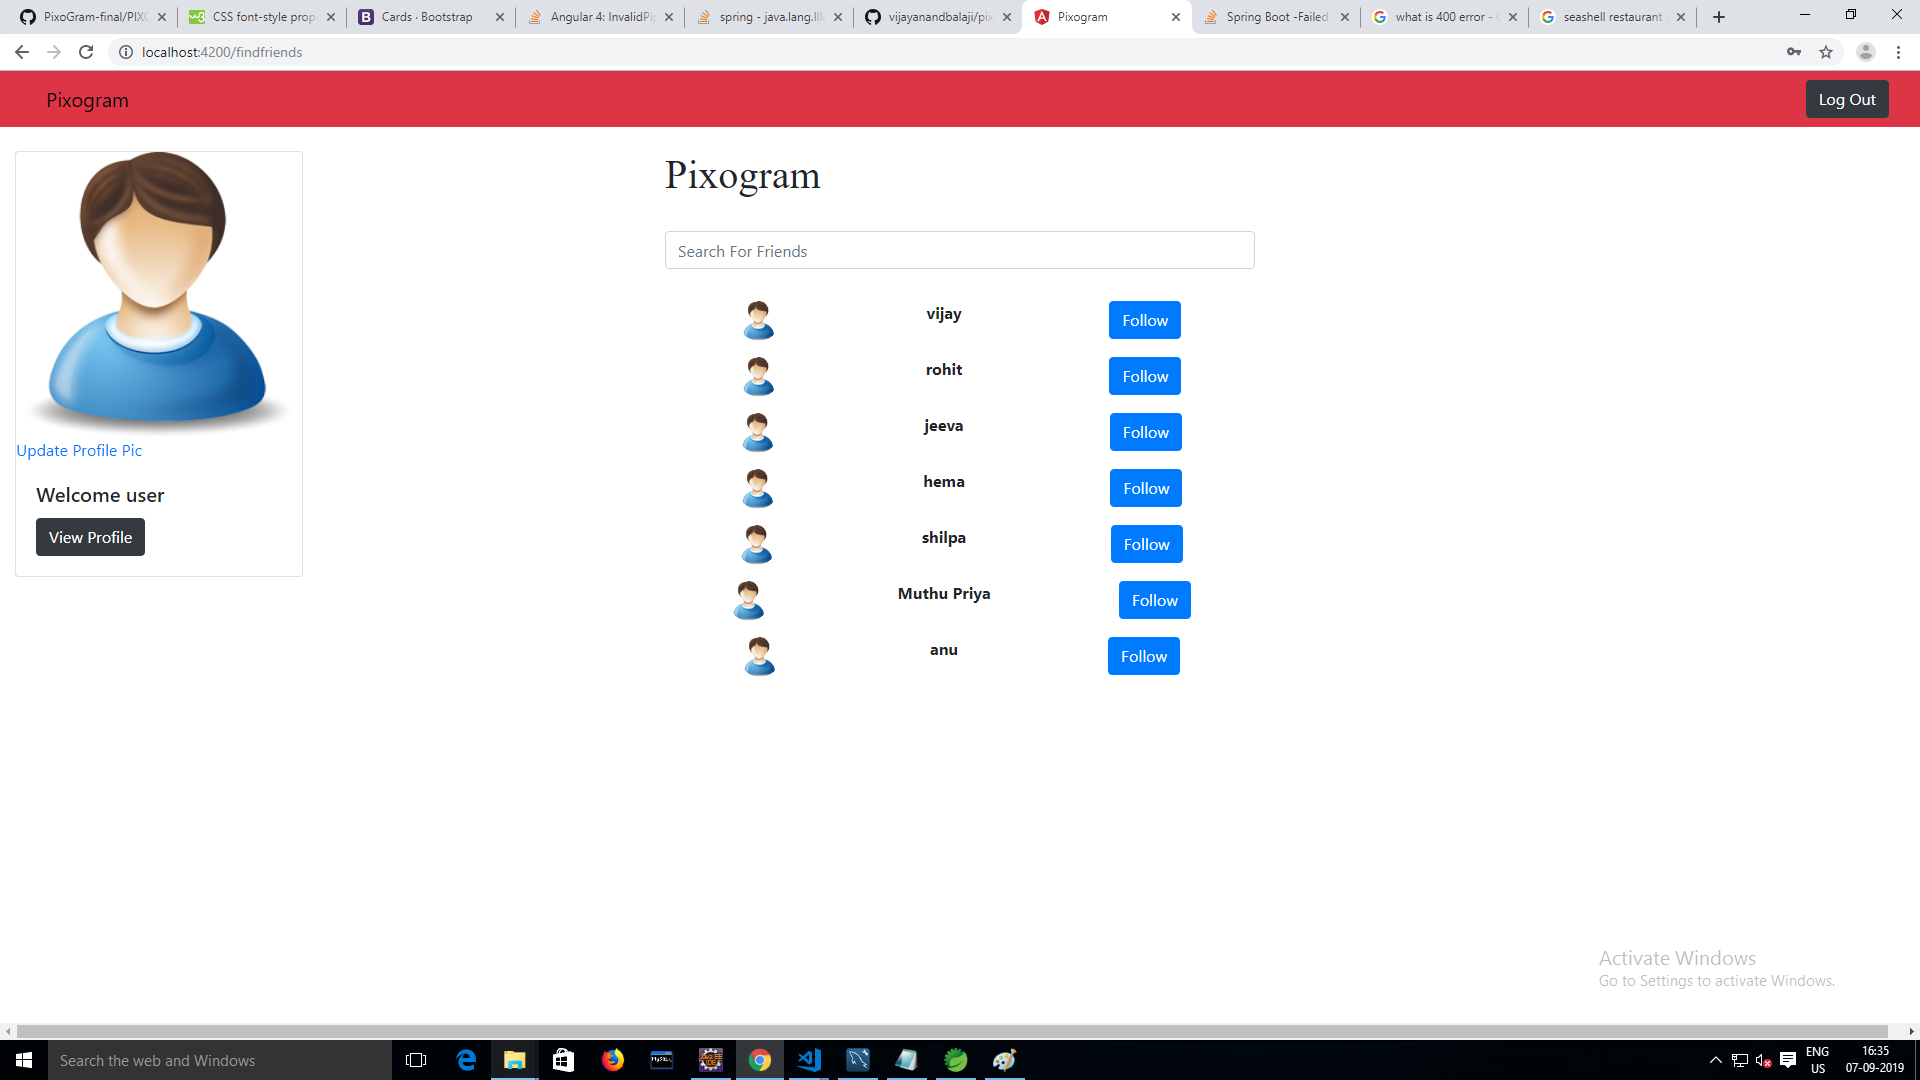 PixoGram-final/PIXO
CSS font-style prop
Cards · Bootstrap
Angular 4: InvalidPip
spring - java.lang.Ille
vijayanandbalaji/pix
Pixogram
Spring Boot -Failed
what is 400 error -
seashell restaurant
localhost:4200/findfriends
Pixogram
Log Out
Pixogram
Search For Friends
vijay Follow
rohit Follow
jeeva Follow
hema Follow
shilpa Follow
Muthu Priya Follow
anu Follow
Update Profile Pic
Welcome user
View Profile
Activate Windows
Go to Settings to activate Windows.
Search the web and Windows
ENG
US
16:35
07-09-2019